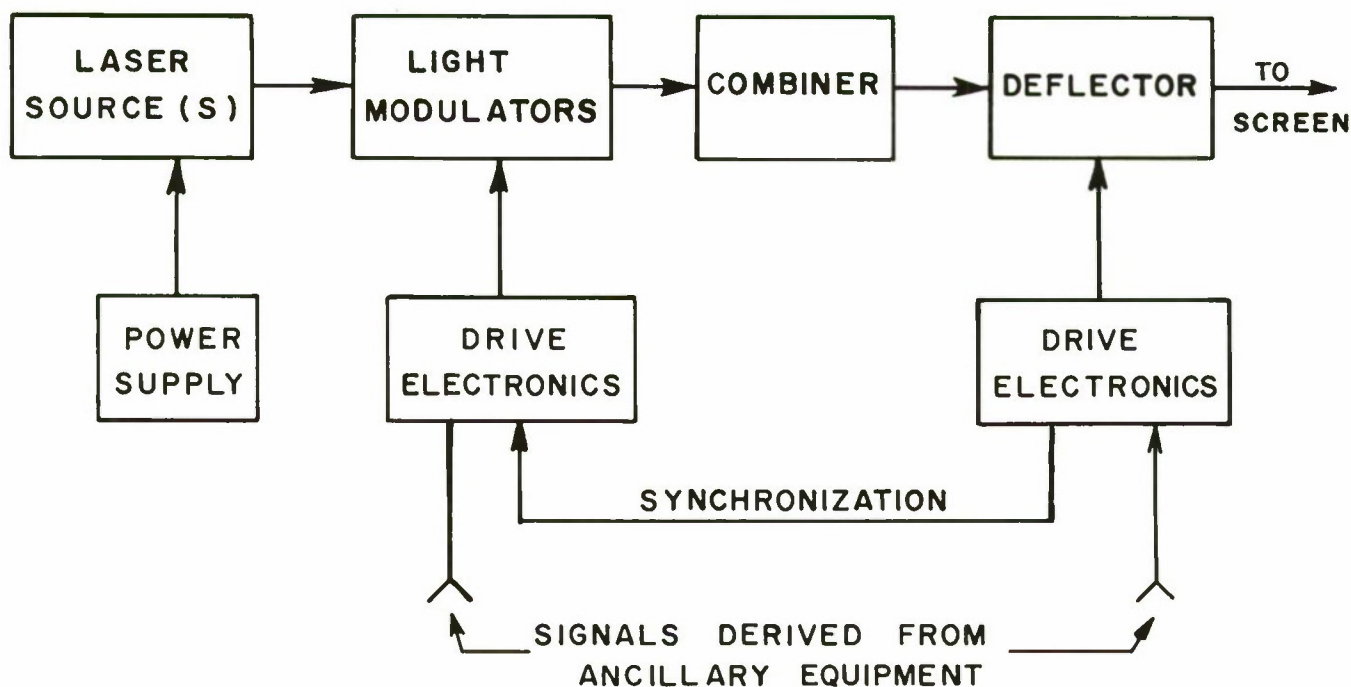 LASER
SOURCE (S)
LIGHT
MODULATORS
COMBINER
DEFLECTOR
TO
SCREEN
POWER
SUPPLY
DRIVE
ELECTRONICS
DRIVE
ELECTRONICS
SYNCHRONIZATION
SIGNALS DERIVED FROM
ANCILLARY EQUIPMENT